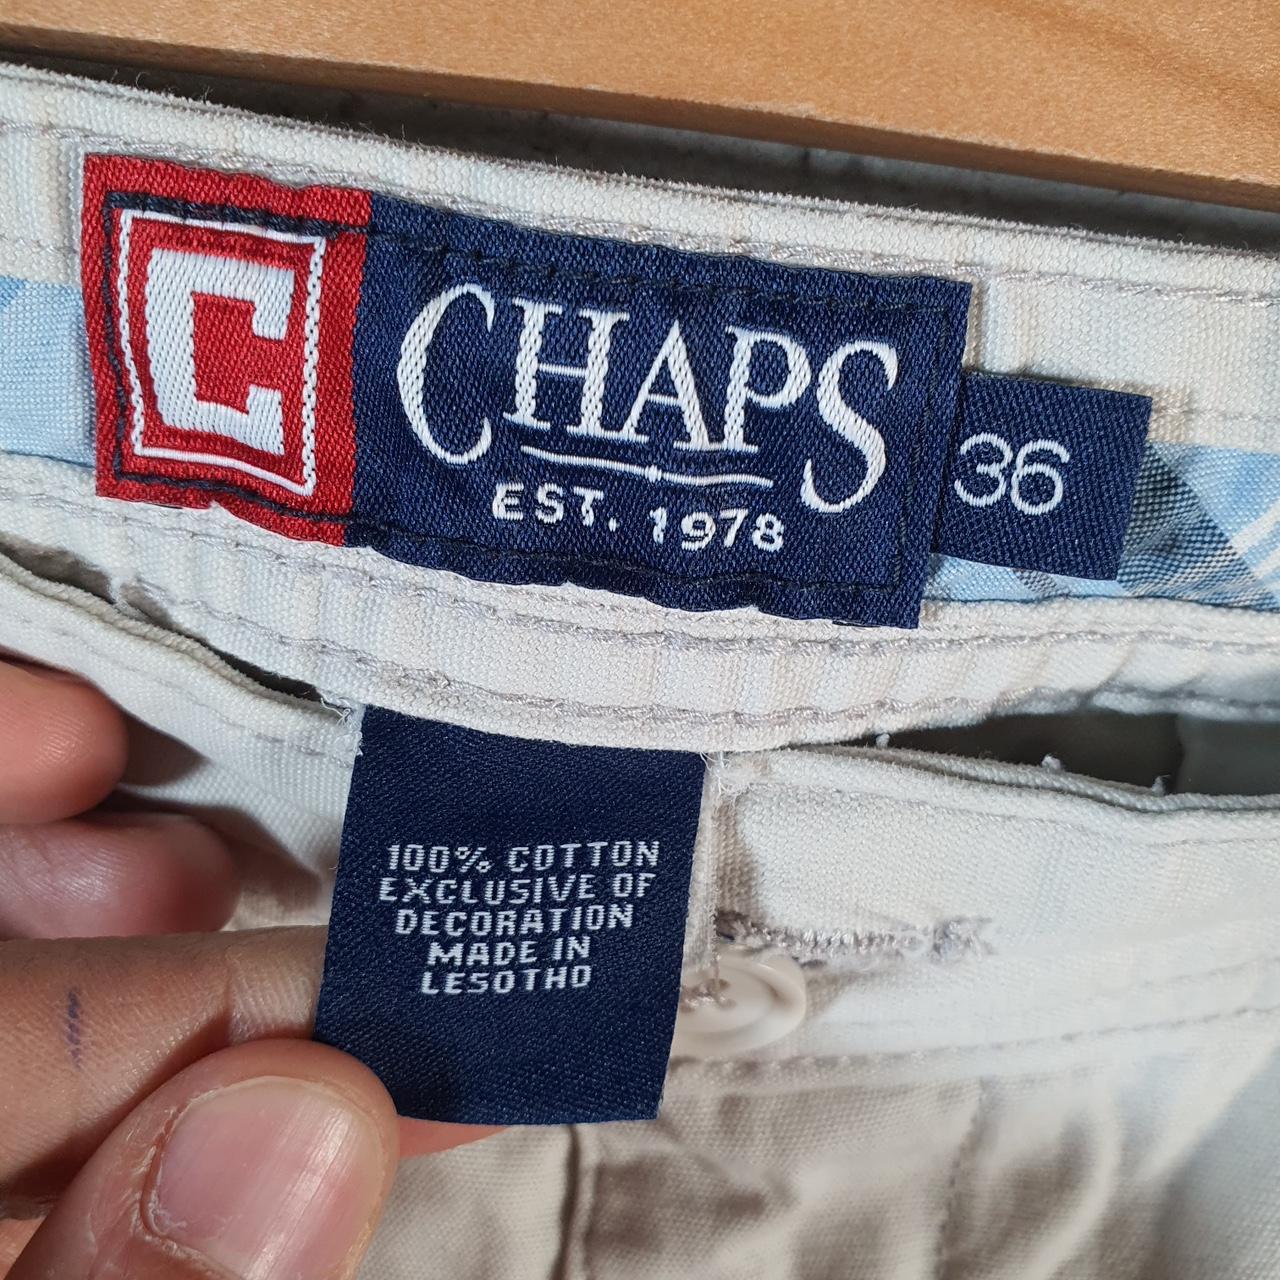 C
CHAPS
EST. 1978
36
100% COTTON
EXCLUSIVE OF
DECORATION
MADE IN
LESOTHO